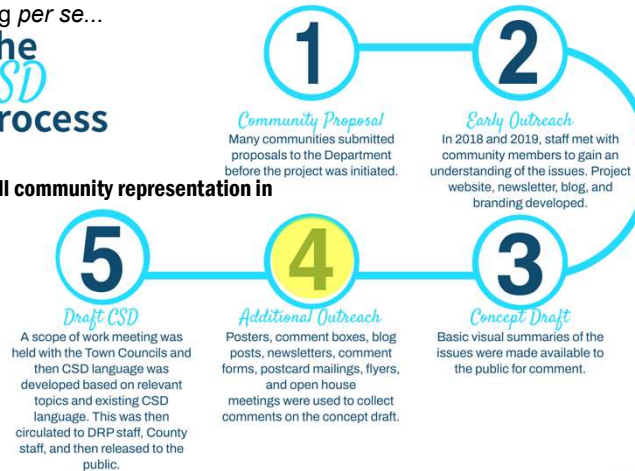 g per se...
he
SD
rocess
1
2
Community Proposal
Many communities submitted
proposals to the Department
before the project was initiated.
Early Outreach
In 2018 and 2019, staff met with
community members to gain an
understanding of the issues. Project
website, newsletter, blog, and
branding developed.
ll community representation in
5
4
3
Draft CSD
A scope of work meeting was
held with the Town Councils and
then CSD language was
developed based on relevant
topics and existing CSD
language. This was then
circulated to DRP staff, County
staff, and then released to the
public.
Additional Outreach
Posters, comment boxes, blog
posts, newsletters, comment
forms, postcard mailings, flyers,
and open house
meetings were used to collect
comments on the concept draft.
Concept Draft
Basic visual summaries of the
issues were made available to
the public for comment.